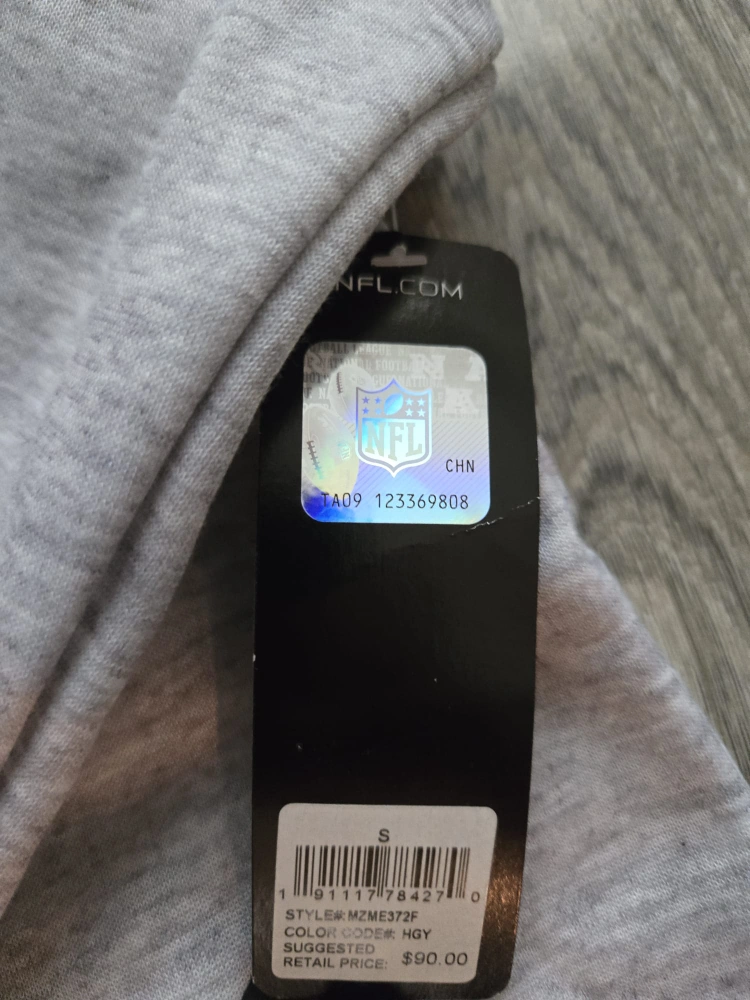 NFL.COM
NFL
CHN
TA09 123369808
S
1 91117 78427 0
STYLE#: MZME372F
COLOR CODE#: HGY
SUGGESTED
RETAIL PRICE: $90.00